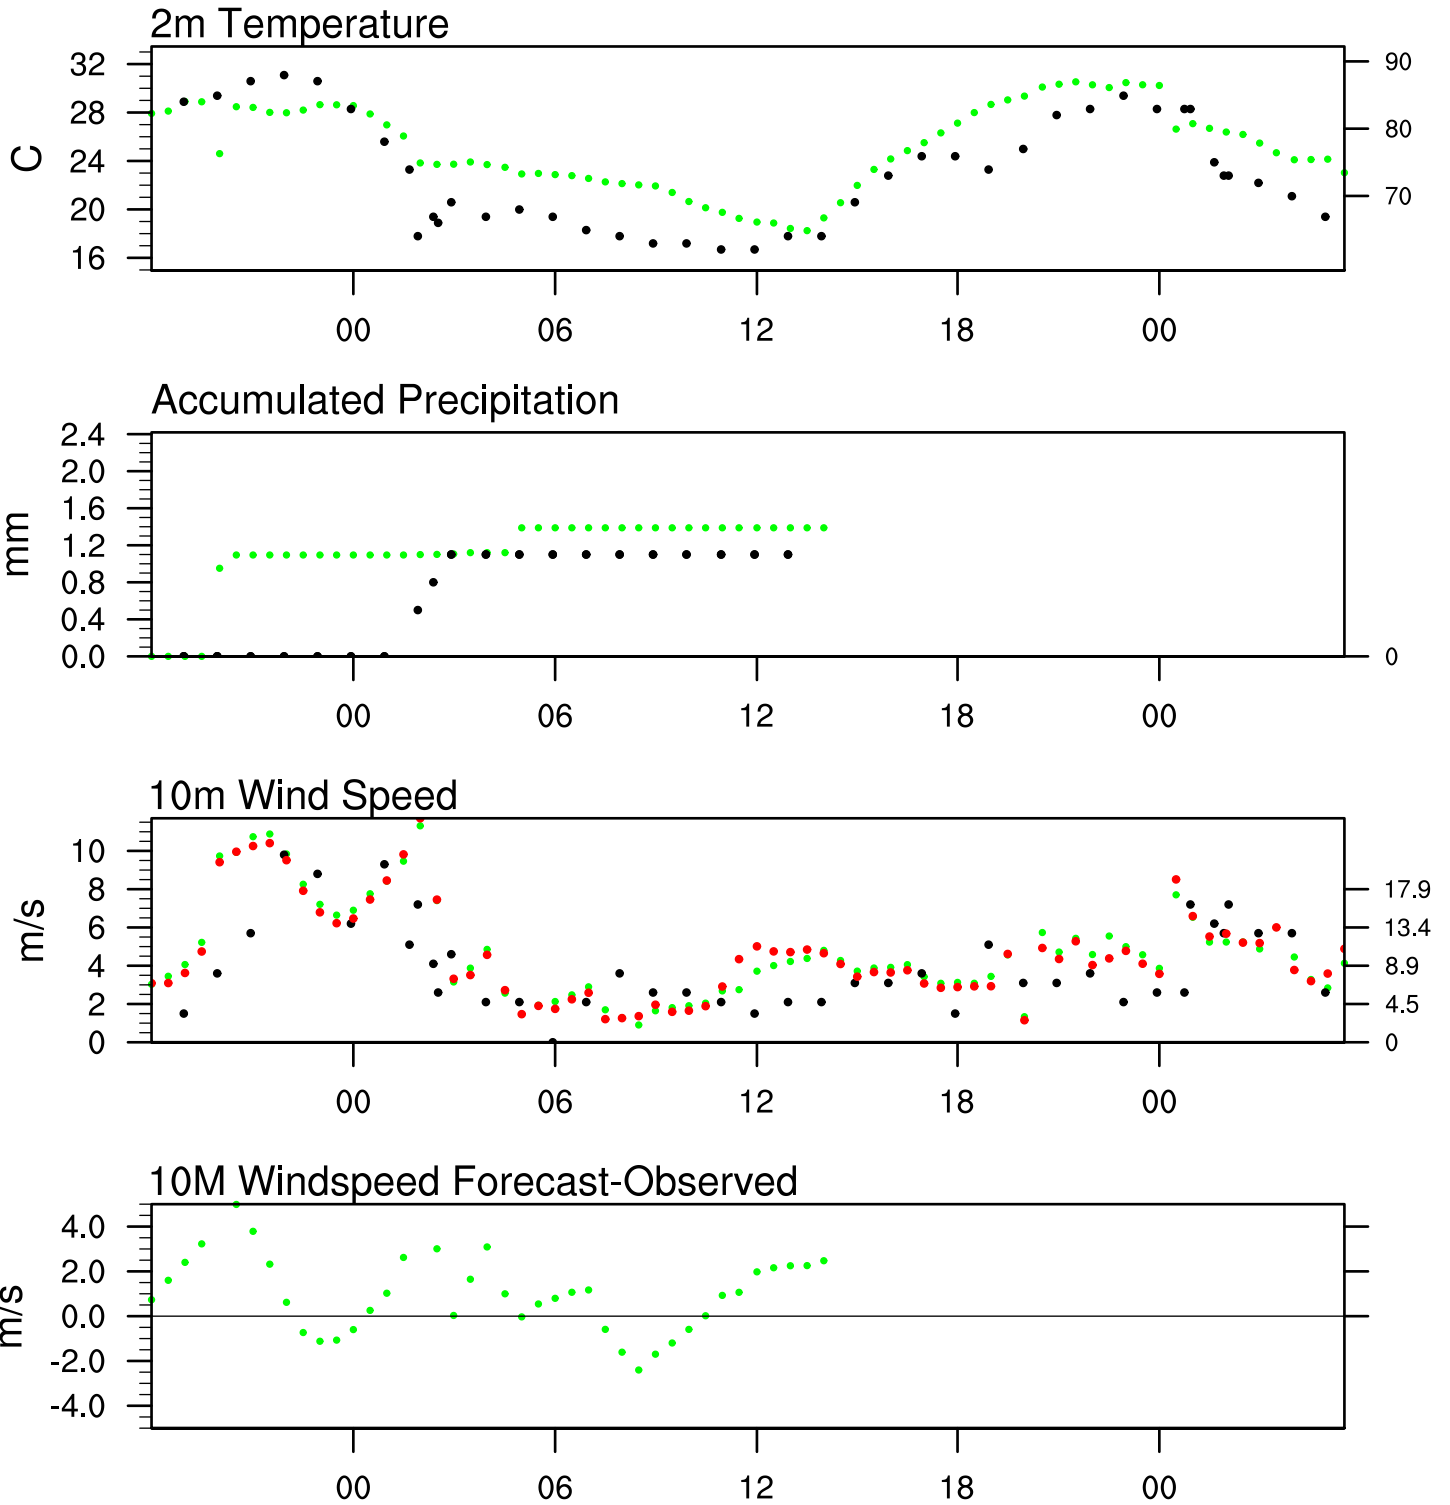 2m Temperature
32
28
24
20
16
C
90
80
70
00 06 12 18 00
Accumulated Precipitation
2.4
2.0
1.6
1.2
0.8
0.4
0.0
mm
0
00 06 12 18 00
10m Wind Speed
10
8
6
4
2
0
m/s
17.9
13.4
8.9
4.5
0
00 06 12 18 00
10M Windspeed Forecast-Observed
4.0
2.0
0.0
-2.0
-4.0
m/s
00 06 12 18 00